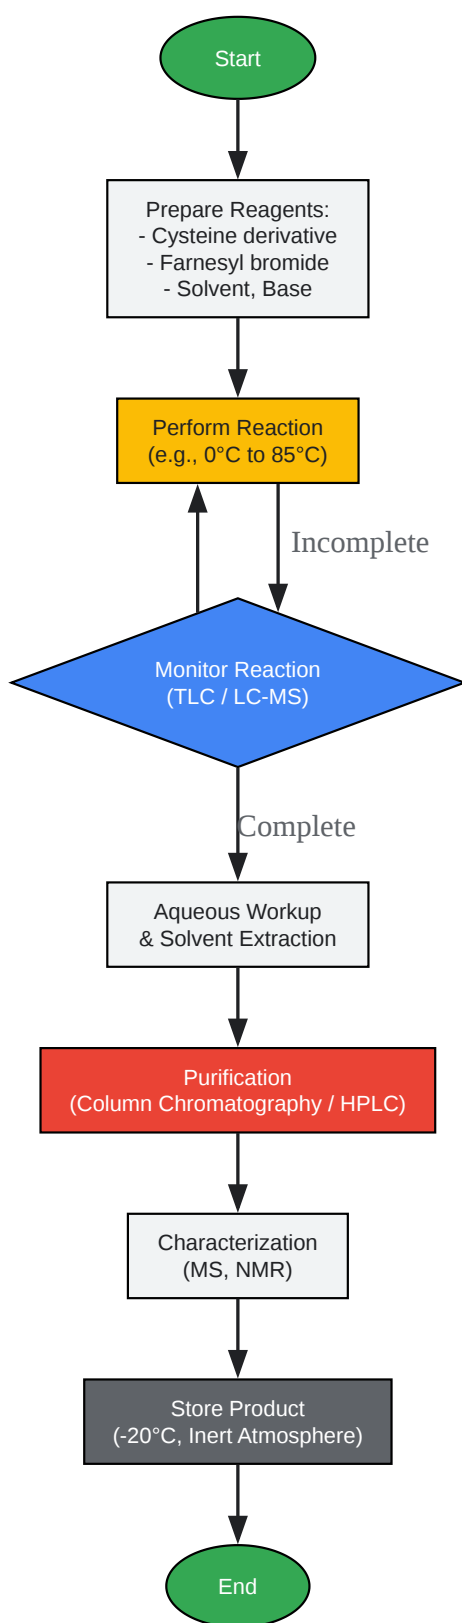 Start
Prepare Reagents:
- Cysteine derivative
- Farnesyl bromide
- Solvent, Base
Perform Reaction
(e.g., 0°C to 85°C)
Incomplete
Monitor Reaction
(TLC / LC-MS)
Complete
Aqueous Workup
& Solvent Extraction
Purification
(Column Chromatography / HPLC)
Characterization
(MS, NMR)
Store Product
(-20°C, Inert Atmosphere)
End